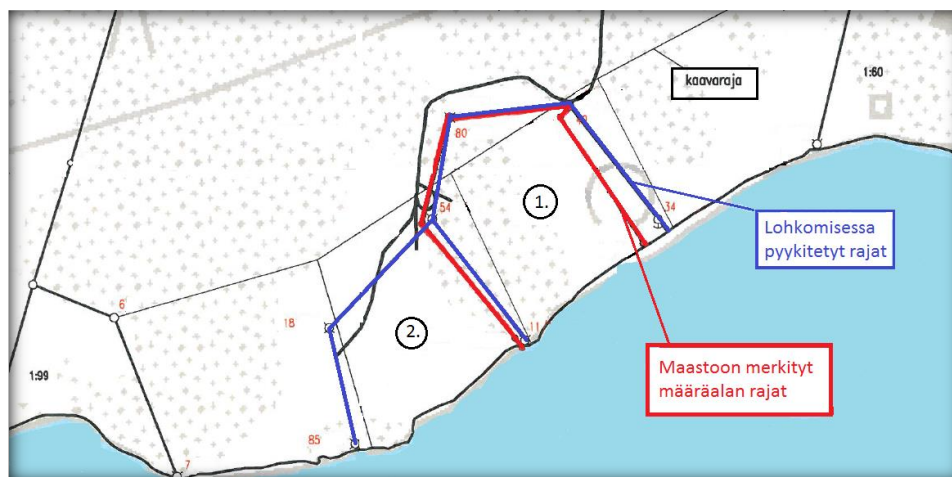 kaavaraja
1:60
80
54
1.
34
Lohkomisessa
pyykitetyt rajat
6
18
2.
11
1:99
Maastoon merkityt
määräalan rajat
85
7